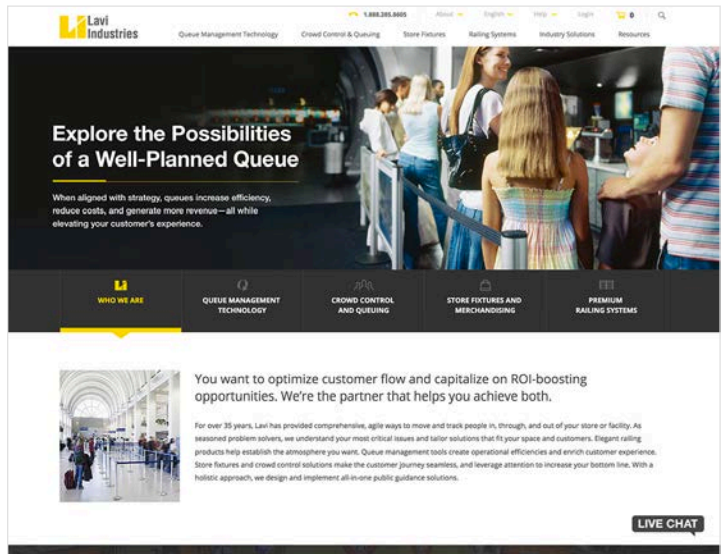 Lavi
Industries
1.888.285.8605 About English Help Login 0
Queue Management Technology Crowd Control & Queuing Store Fixtures Railing Systems Industry Solutions Resources
Explore the Possibilities
of a Well-Planned Queue
When aligned with strategy, queues increase efficiency,
reduce costs, and generate more revenue—all while
elevating your customer's experience.
WHO WE ARE
QUEUE MANAGEMENT
TECHNOLOGY
CROWD CONTROL
AND QUEUING
STORE FIXTURES AND
MERCHANDISING
PREMIUM
RAILING SYSTEMS
You want to optimize customer flow and capitalize on ROI-boosting
opportunities. We're the partner that helps you achieve both.
For over 35 years, Lavi has provided comprehensive, agile ways to move and track people in, through, and out of your store or facility. As
seasoned problem solvers, we understand your most critical issues and tailor solutions that fit your space and customers. Elegant railing
products help establish the atmosphere you want. Queue management tools create operational efficiencies and enrich customer experience.
Store fixtures and crowd control solutions make the customer journey seamless, and leverage attention to increase your bottom line. With a
holistic approach, we design and implement all-in-one public guidance solutions.
LIVE CHAT